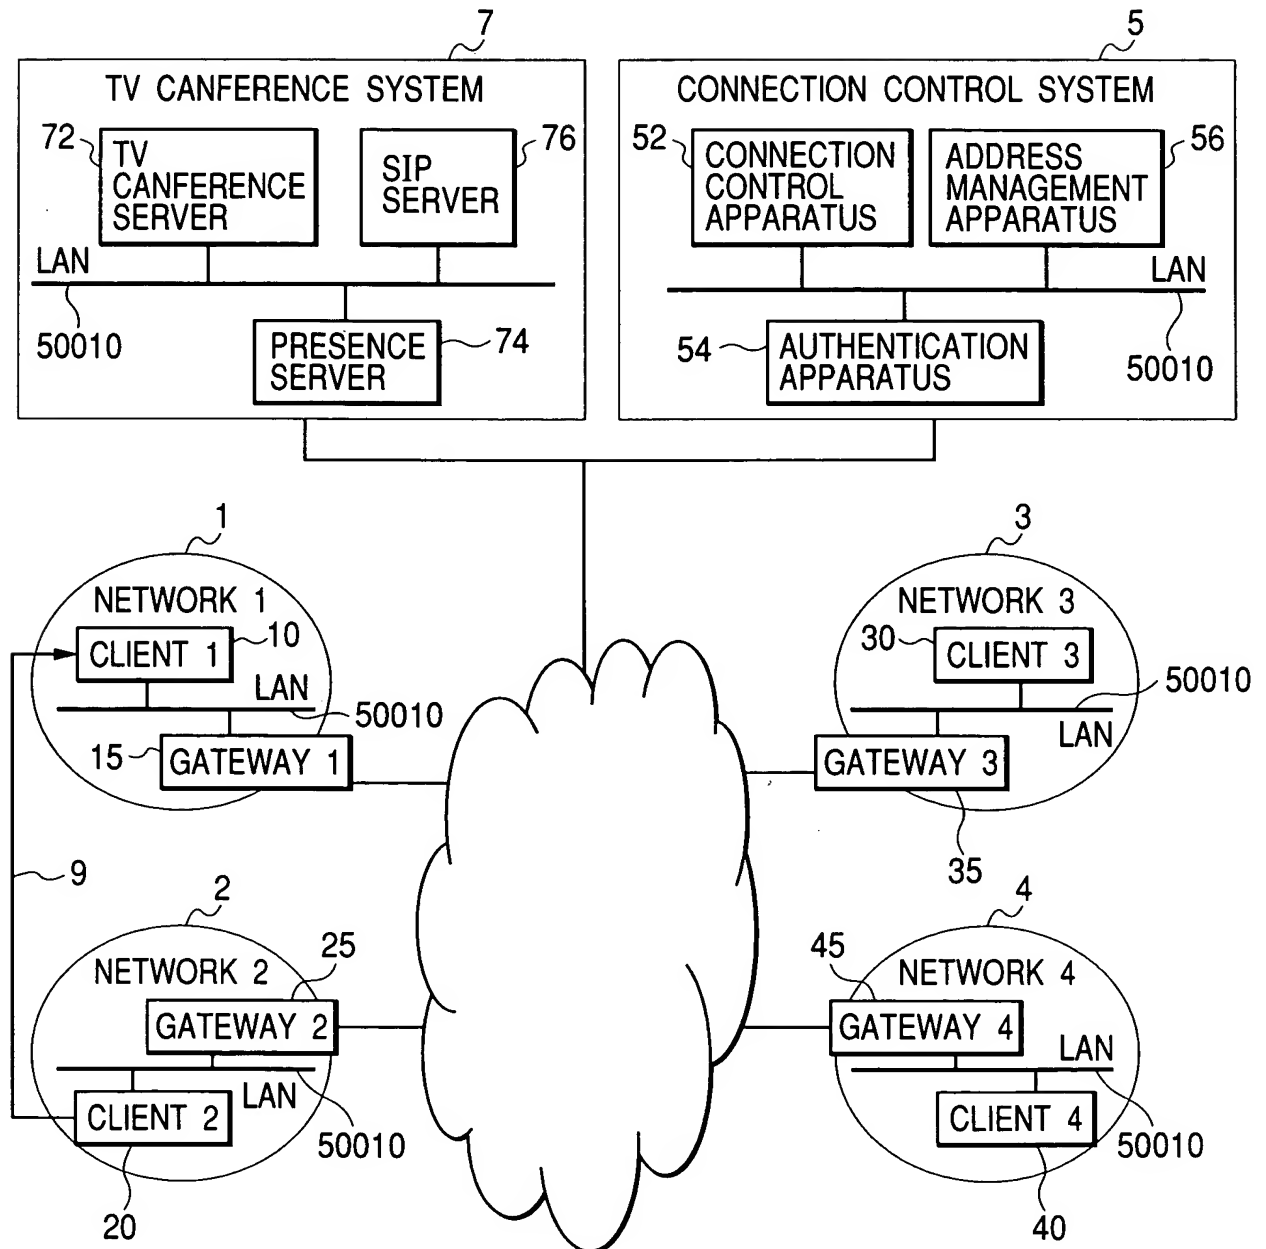 7
5
TV CANFERENCE SYSTEM
72
TV
CANFERENCE
SERVER
SIP
SERVER
76
LAN
50010
PRESENCE
SERVER
74
CONNECTION CONTROL SYSTEM
52
CONNECTION
CONTROL
APPARATUS
ADDRESS
MANAGEMENT
APPARATUS
56
LAN
50010
54
AUTHENTICATION
APPARATUS
1
NETWORK 1
CLIENT 1
10
LAN
50010
15
GATEWAY 1
3
NETWORK 3
30
CLIENT 3
50010
LAN
GATEWAY 3
35
9
2
NETWORK 2
25
GATEWAY 2
LAN
CLIENT 2
50010
20
4
45
NETWORK 4
GATEWAY 4
LAN
CLIENT 4
50010
40